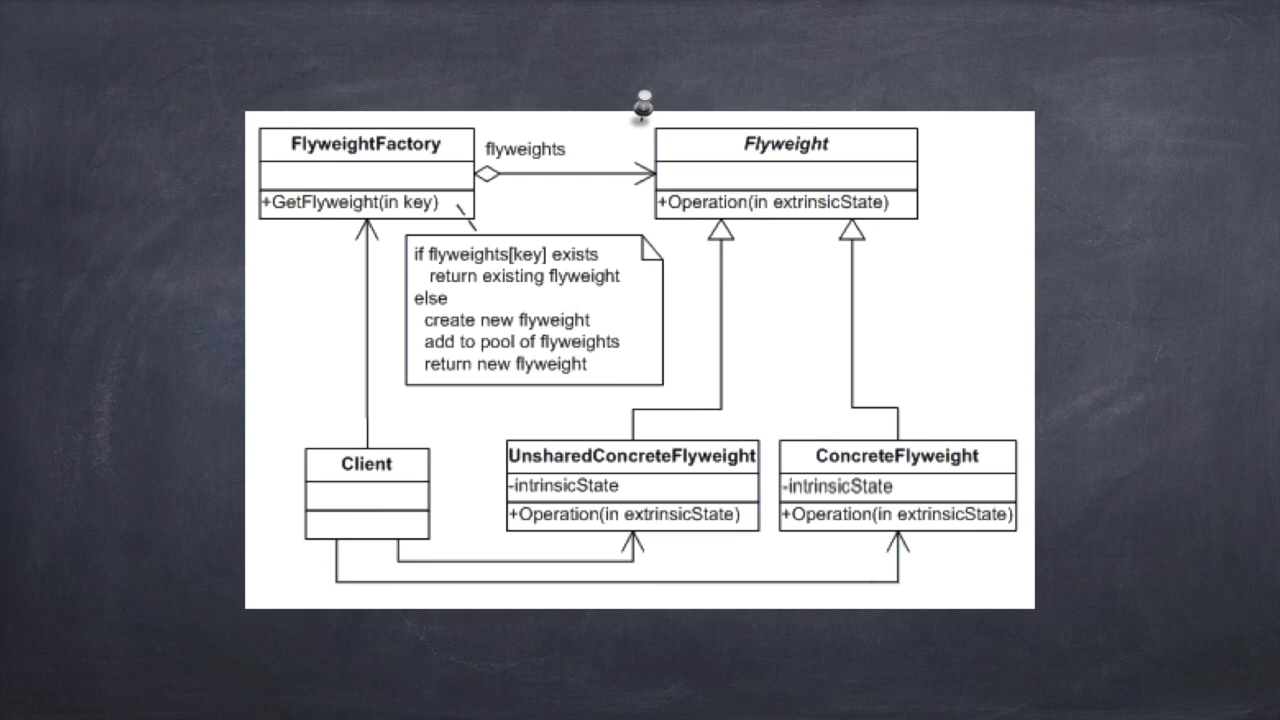 FlyweightFactory
+GetFlyweight(in key)
flyweights
Flyweight
+Operation(in extrinsicState)
if flyweights[key] exists
return existing flyweight
else
create new flyweight
add to pool of flyweights
return new flyweight
Client
UnsharedConcreteFlyweight
-intrinsicState
+Operation(in extrinsicState)
ConcreteFlyweight
-intrinsicState
+Operation(in extrinsicState)